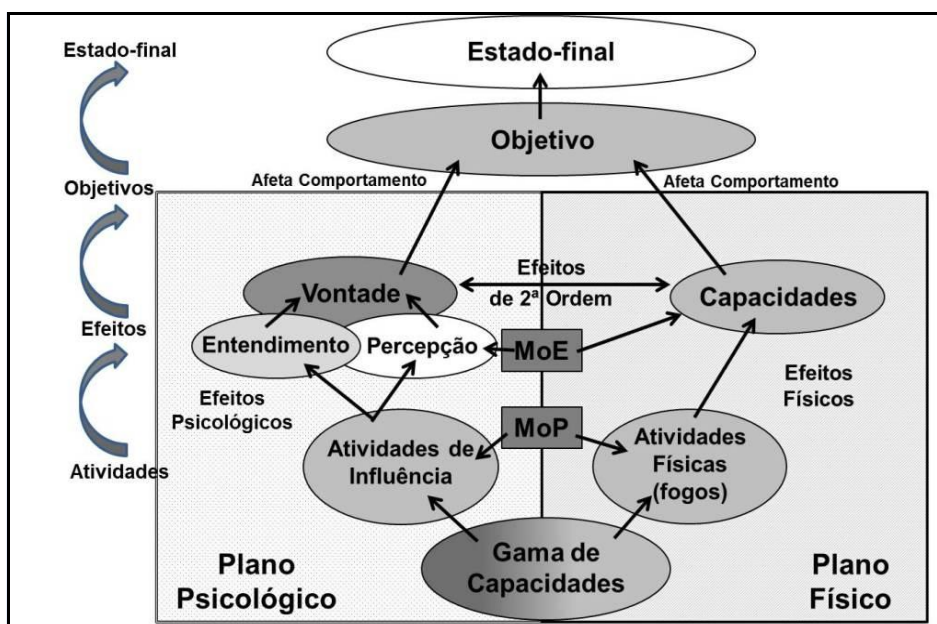 Estado-final
Estado-final
Objetivo
Objetivos
Afeta Comportamento
Afeta Comportamento
Efeitos
de 2ª Ordem
Vontade
Capacidades
Efeitos
Entendimento
Percepção
MoE
Efeitos
Psicológicos
Efeitos
Físicos
MoP
Atividades
Atividades de
Influência
Atividades
Físicas
(fogos)
Gama de
Capacidades
Plano
Psicológico
Plano
Físico